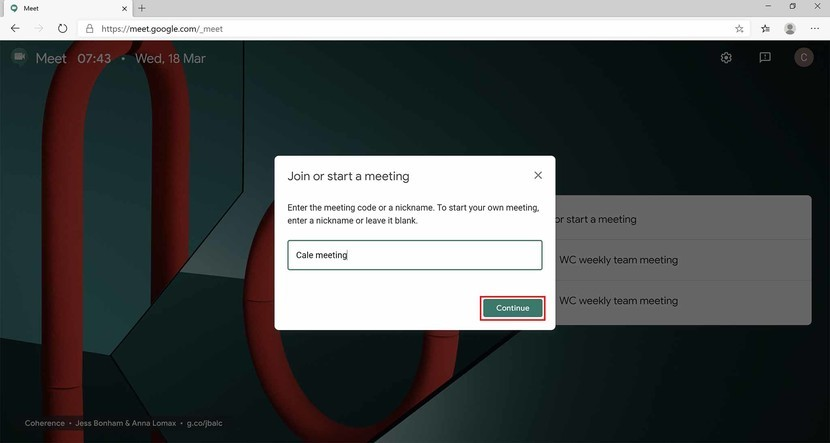 Meet
https://meet.google.com/_meet
Meet 07:43 • Wed, 18 Mar
C
Join or start a meeting
Enter the meeting code or a nickname. To start your own meeting,
enter a nickname or leave it blank.
Cale meeting
Continue
or start a meeting
WC weekly team meeting
WC weekly team meeting
Coherence • Jess Bonham & Anna Lomax • g.co/jbalc